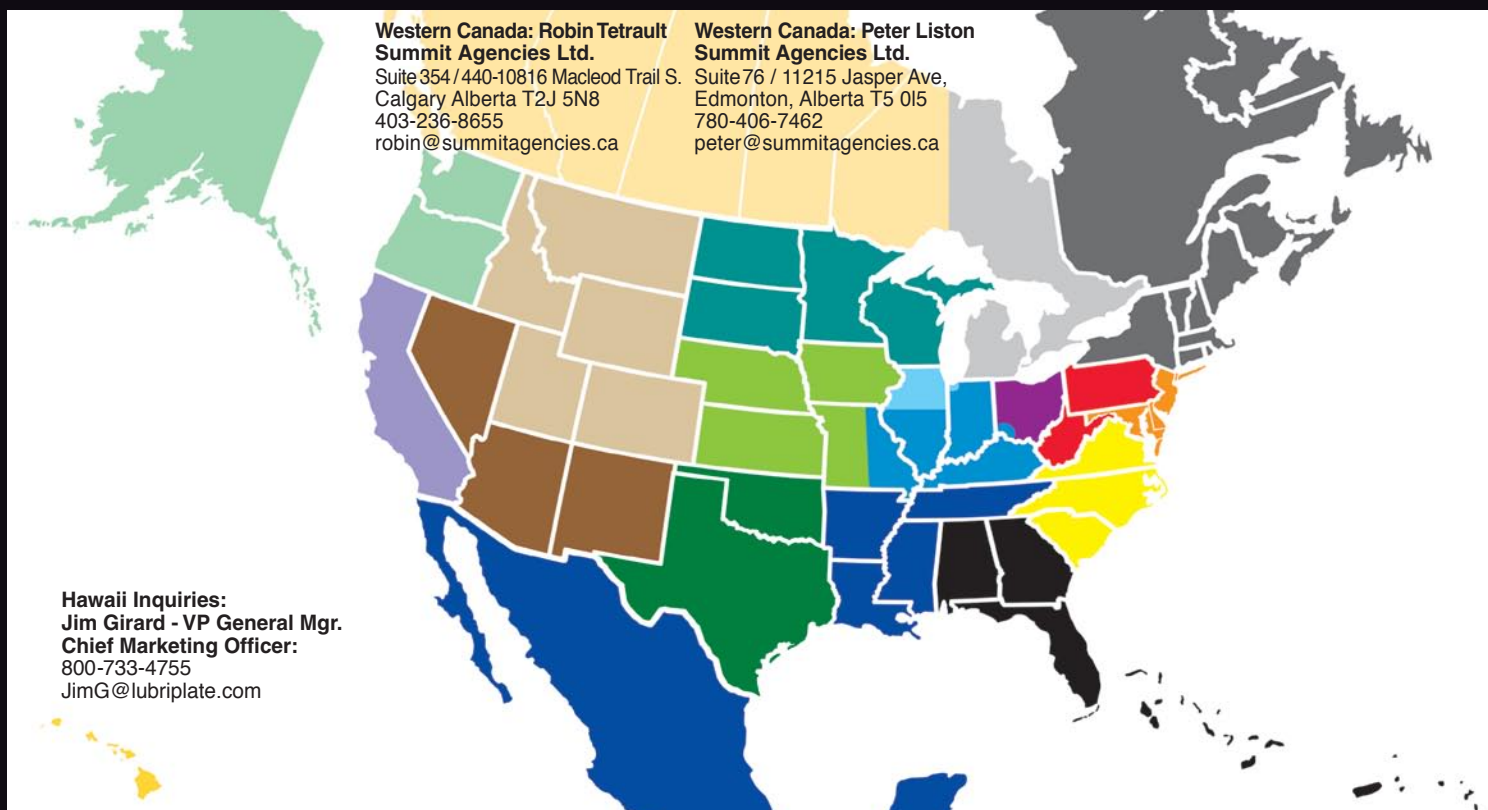 Western Canada: Robin Tetrault
Summit Agencies Ltd.
Suite 354 / 440-10816 Macleod Trail S.
Calgary Alberta T2J 5N8
403-236-8655
robin@summitagencies.ca
Western Canada: Peter Liston
Summit Agencies Ltd.
Suite 76 / 11215 Jasper Ave,
Edmonton, Alberta T5 0l5
780-406-7462
peter@summitagencies.ca
Hawaii Inquiries:
Jim Girard - VP General Mgr.
Chief Marketing Officer:
800-733-4755
JimG@lubriplate.com